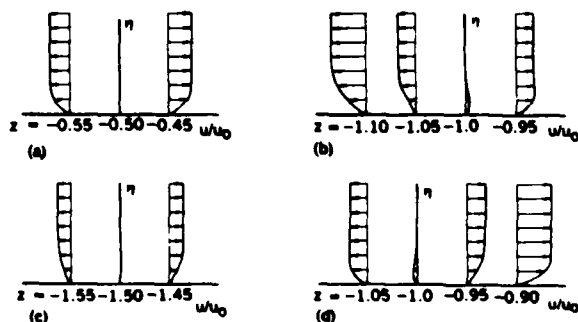 η
z = -0.55 -0.50 -0.45 u/u₀
(a)
η
z = -1.10 -1.05 -1.0 -0.95 u/u₀
(b)
η
z = -1.55 -1.50 -1.45 u/u₀
(c)
η
z = -1.05 -1.0 -0.95 -0.90 u/u₀
(d)